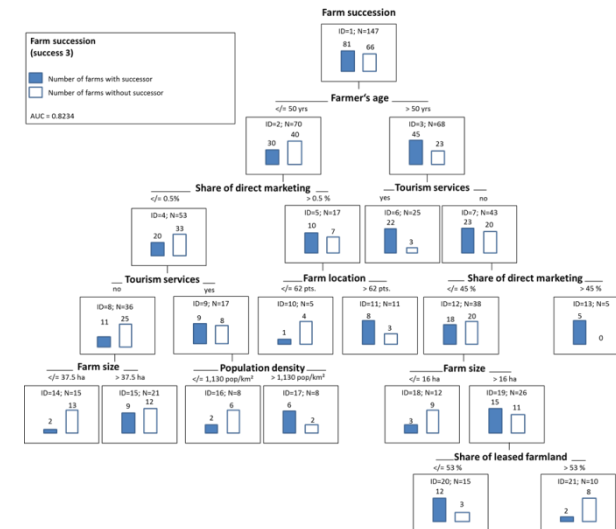 Farm succession
(success 3)
Number of farms with successor
Number of farms without successor
AUC = 0.8234
Farm succession
ID=1; N=147
81 66
Farmer's age
</= 50 yrs > 50 yrs
ID=2; N=70 ID=3; N=68
30 40 45 23
Share of direct marketing Tourism services
</= 0.5% > 0.5 % yes no
ID=4; N=53 ID=5; N=17 ID=6; N=25 ID=7; N=43
20 33 10 7 22 3 23 20
Tourism services Farm location Share of direct marketing
no yes </= 62 pts. > 62 pts. </= 45 % > 45 %
ID=8; N=36 ID=9; N=17 ID=10; N=5 ID=11; N=11 ID=12; N=38 ID=13; N=5
11 25 9 8 1 4 8 3 18 20 5 0
Farm size Population density Farm size
</= 37.5 ha > 37.5 ha </= 1,130 pop/km² > 1,130 pop/km² </= 16 ha > 16 ha
ID=14; N=15 ID=15; N=21 ID=16; N=8 ID=17; N=8 ID=18; N=12 ID=19; N=26
2 13 9 12 2 6 6 2 3 9 15 11
Share of leased farmland
</= 53 % > 53 %
ID=20; N=15 ID=21; N=10
12 3 2 8